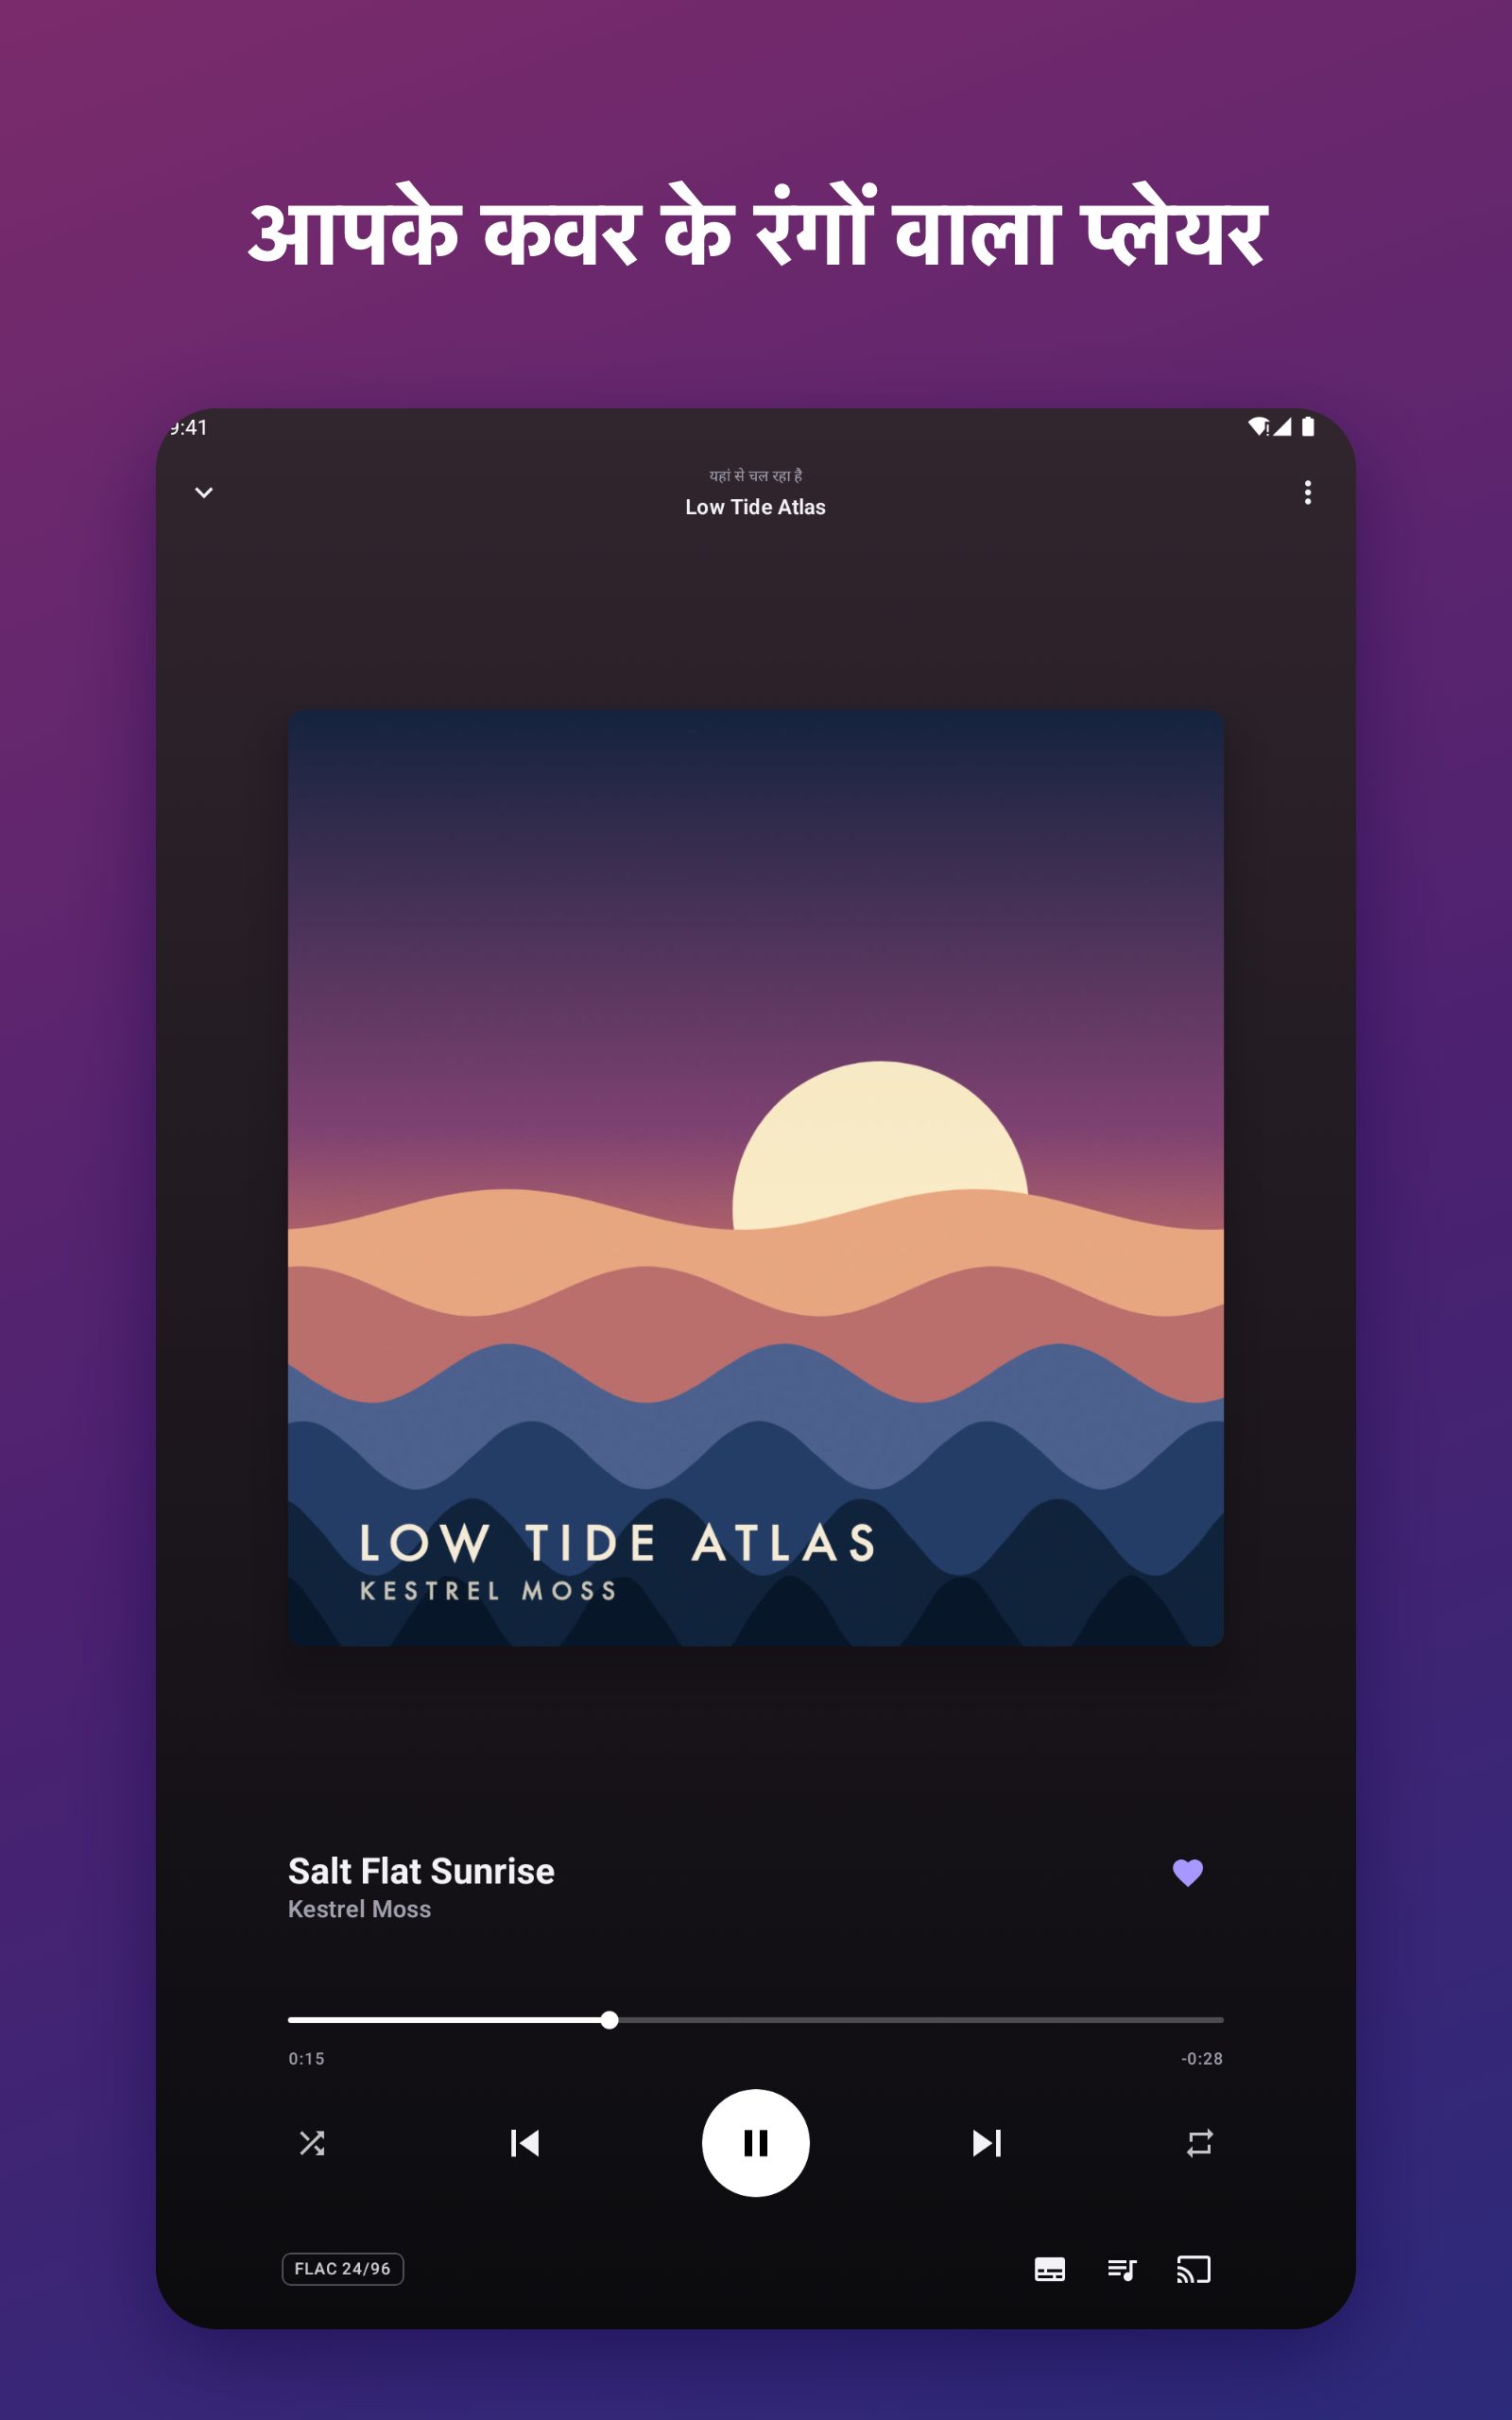 आपके कवर के रंगों वाला प्लेयर
9:41
यहां से चल रहा है
Low Tide Atlas
LOW TIDE ATLAS
KESTREL MOSS
Salt Flat Sunrise
Kestrel Moss
0:15
-0:28
FLAC 24/96